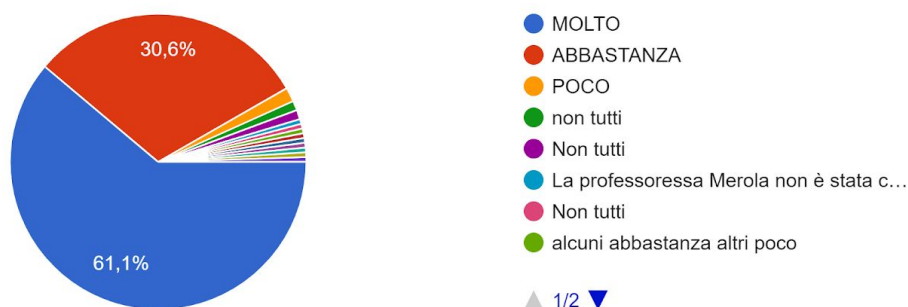 30,6%
61,1%
MOLTO
ABBASTANZA
POCO
non tutti
Non tutti
La professoressa Merola non è stata c…
Non tutti
alcuni abbastanza altri poco
1/2